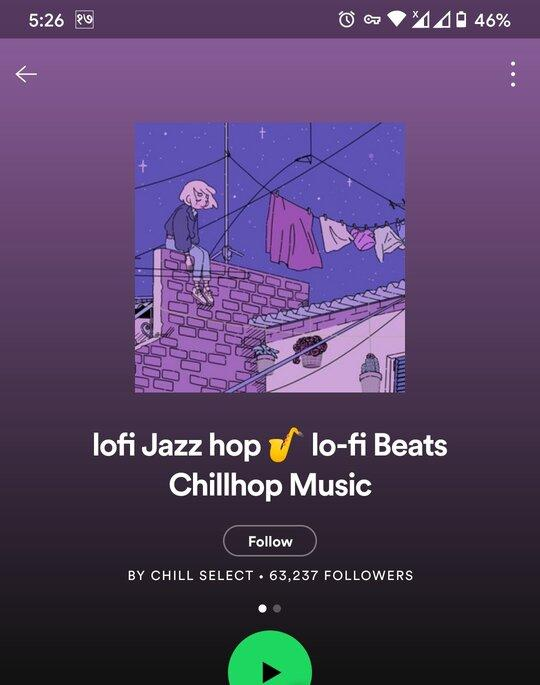 5:26 46%
lofi Jazz hop 🎷 lo-fi Beats
Chillhop Music
Follow
BY CHILL SELECT • 63,237 FOLLOWERS